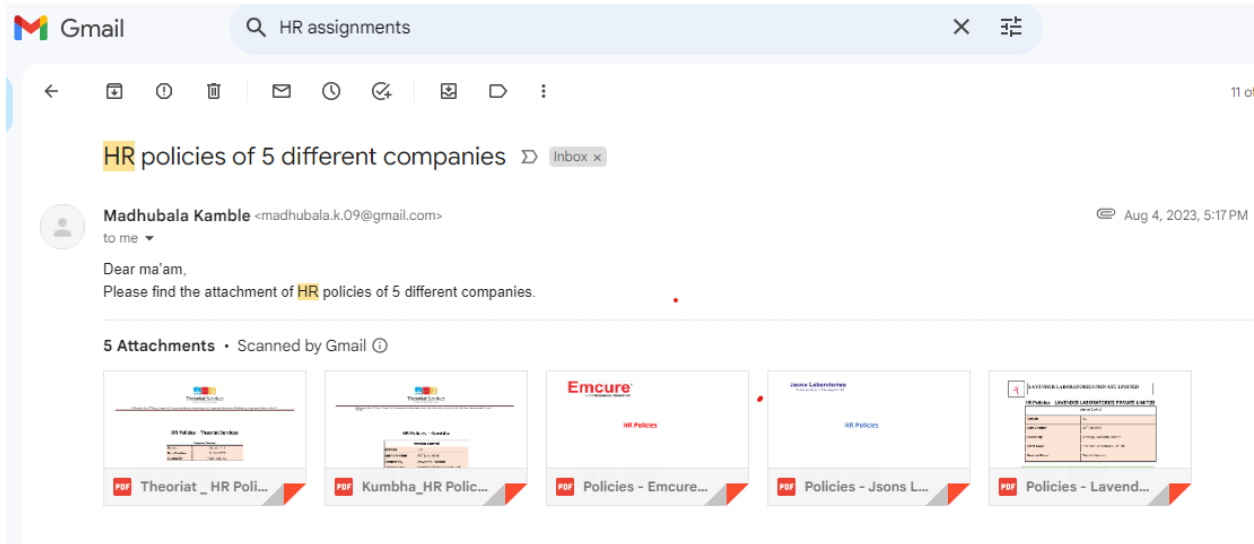 Gmail
HR assignments
11 of
HR policies of 5 different companies
Inbox ×
Madhubala Kamble <madhubala.k.09@gmail.com>
Aug 4, 2023, 5:17 PM
to me
Dear ma'am,
Please find the attachment of HR policies of 5 different companies.
5 Attachments • Scanned by Gmail
Theoriat Services
HR Policies - Theoriat Services
Theoriat Services
HR Policies - Kumbha
Emcure
HR Policies
Jsons Laboratories
HR Policies
LAVENDER LABORATORIES PRIVATE LIMITED
HR Policies LAVENDER LABORATORIES PRIVATE LIMITED
PDF Theoriat _ HR Poli...
PDF Kumbha_HR Polic...
PDF Policies - Emcure...
PDF Policies - Jsons L...
PDF Policies - Lavend...